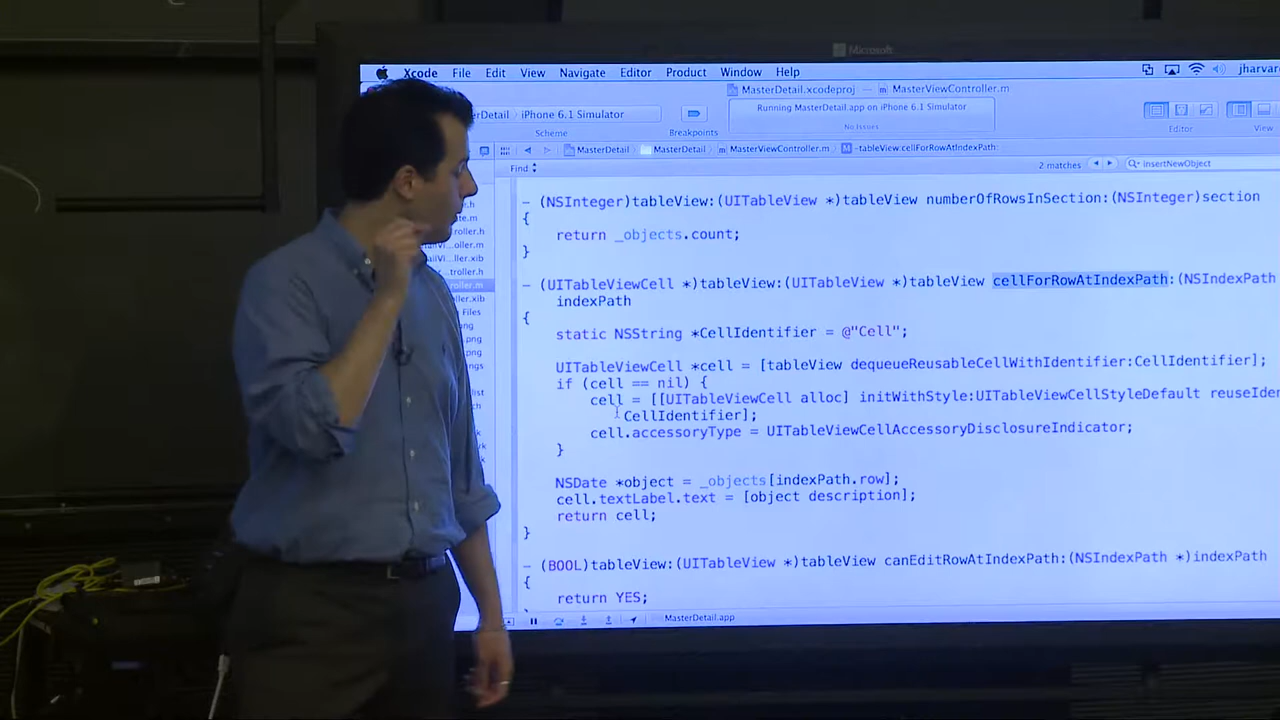 Microsoft
Xcode File Edit View Navigate Editor Product Window Help jharvar
MasterDetail.xcodeproj — MasterViewController.m
Detail iPhone 6.1 Simulator
Running MasterDetail.app on iPhone 6.1 Simulator
No Issues
Scheme Breakpoints Editor View
MasterDetail MasterDetail MasterViewController.m M -tableView:cellForRowAtIndexPath:
Find 2 matches insertNewObject
- (NSInteger)tableView:(UITableView *)tableView numberOfRowsInSection:(NSInteger)section
{
return _objects.count;
}
- (UITableViewCell *)tableView:(UITableView *)tableView cellForRowAtIndexPath:(NSIndexPath
indexPath
{
static NSString *CellIdentifier = @"Cell";
UITableViewCell *cell = [tableView dequeueReusableCellWithIdentifier:CellIdentifier];
if (cell == nil) {
cell = [[UITableViewCell alloc] initWithStyle:UITableViewCellStyleDefault reuseIden
CellIdentifier];
cell.accessoryType = UITableViewCellAccessoryDisclosureIndicator;
}
NSDate *object = _objects[indexPath.row];
cell.textLabel.text = [object description];
return cell;
}
- (BOOL)tableView:(UITableView *)tableView canEditRowAtIndexPath:(NSIndexPath *)indexPath
{
return YES;
MasterDetail.app